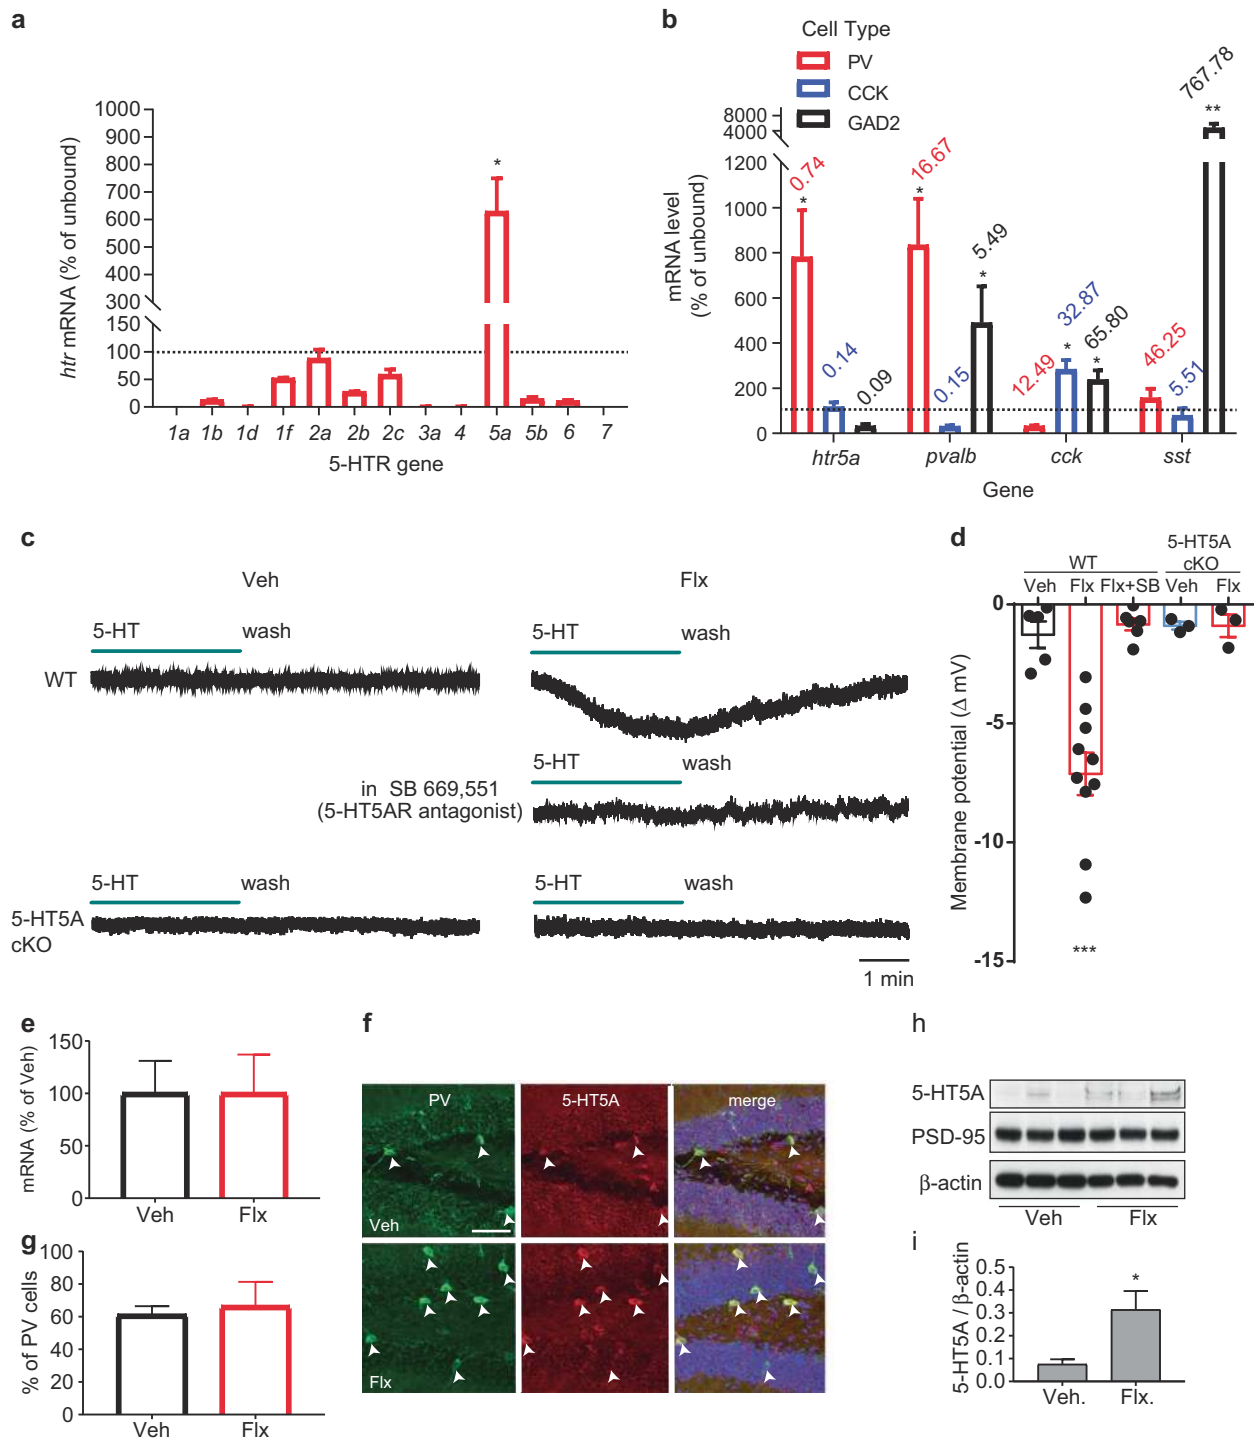 a
1000
900
800
700
600
500
400
300
150
100
50
0
htr mRNA (% of unbound)
*
1a 1b 1d 1f 2a 2b 2c 3a 4 5a 5b 6 7
5-HTR gene
b
Cell Type
PV
CCK
GAD2
8000
4000
1200
1000
800
600
400
200
0
mRNA level
(% of unbound)
0.74
*
0.14
0.09
16.67
*
0.15
5.49
*
12.49
32.87
*
65.80
*
46.25
5.51
767.78
**
htr5a pvalb cck sst
Gene
c
Veh
Flx
5-HT wash
5-HT wash
WT
5-HT wash
in SB 669,551
(5-HT5AR antagonist)
5-HT wash
5-HT wash
5-HT5A
cKO
1 min
d
5-HT5A
WT cKO
Veh Flx Flx+SB Veh Flx
0
-5
-10
-15
Membrane potential (Δ mV)
***
e
150
100
50
0
mRNA (% of Veh)
Veh Flx
f
PV 5-HT5A merge
Veh
Flx
g
100
80
60
40
20
0
% of PV cells
Veh Flx
h
5-HT5A
PSD-95
β-actin
Veh Flx
i
0.5
0.4
0.3
0.2
0.1
0.0
5-HT5A / β-actin
*
Veh. Flx.